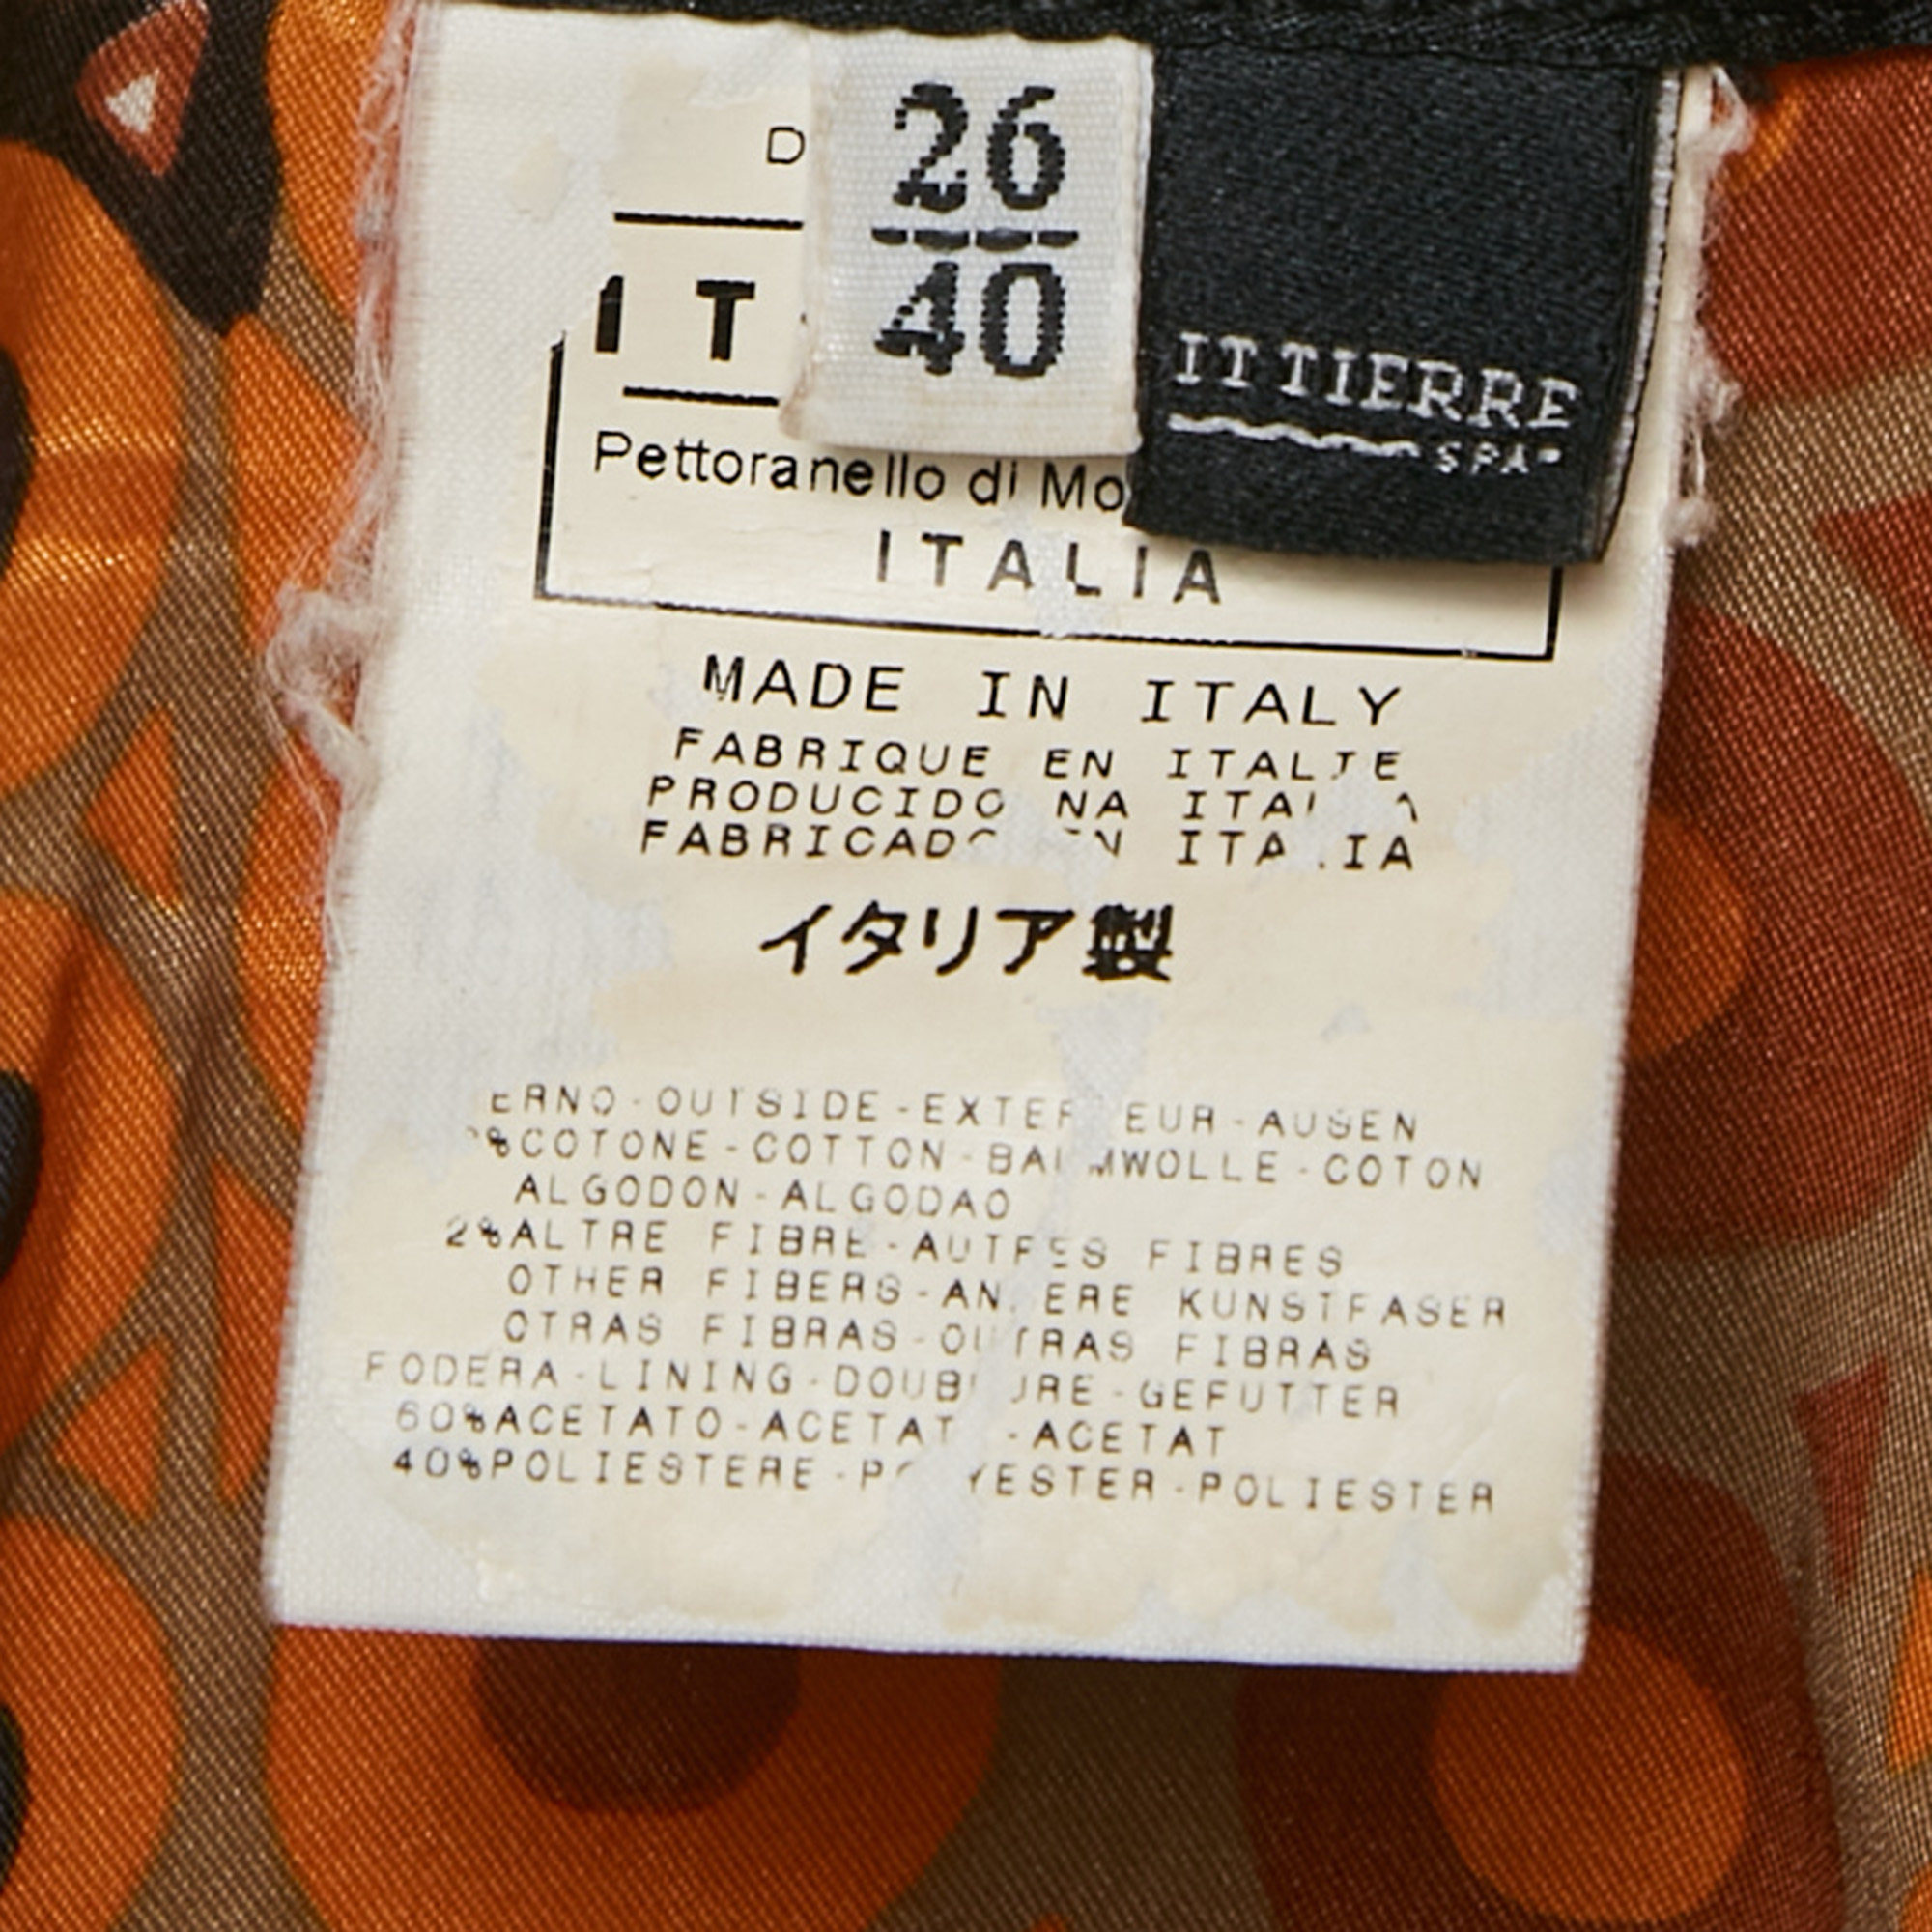 26
40
IT TIERRE
SPA
Pettoranello di
ITALIA
MADE IN ITALY
FABRIQUE EN ITALIE
PRODUCIDO NA
FABRICADO EN ITALIA
イタリア製
OUTSIDE-EXTERIEUR-AUSEN
COTONE-COTTON-BAUMWOLLE-COTON
ALGODON-ALGODAO
2%ALTRE FIBRE-AUTRES FIBRES
OTHER FIBERS-ANDERE KUNSTFASER
OTRAS FIBRAS-OUTRAS FIBRAS
FODERA-LINING-DOUBLURE-GEFUTTER
60%ACETATO-ACETAT -ACETAT
40%POLIESTERE-POLYESTER-POLIESTER